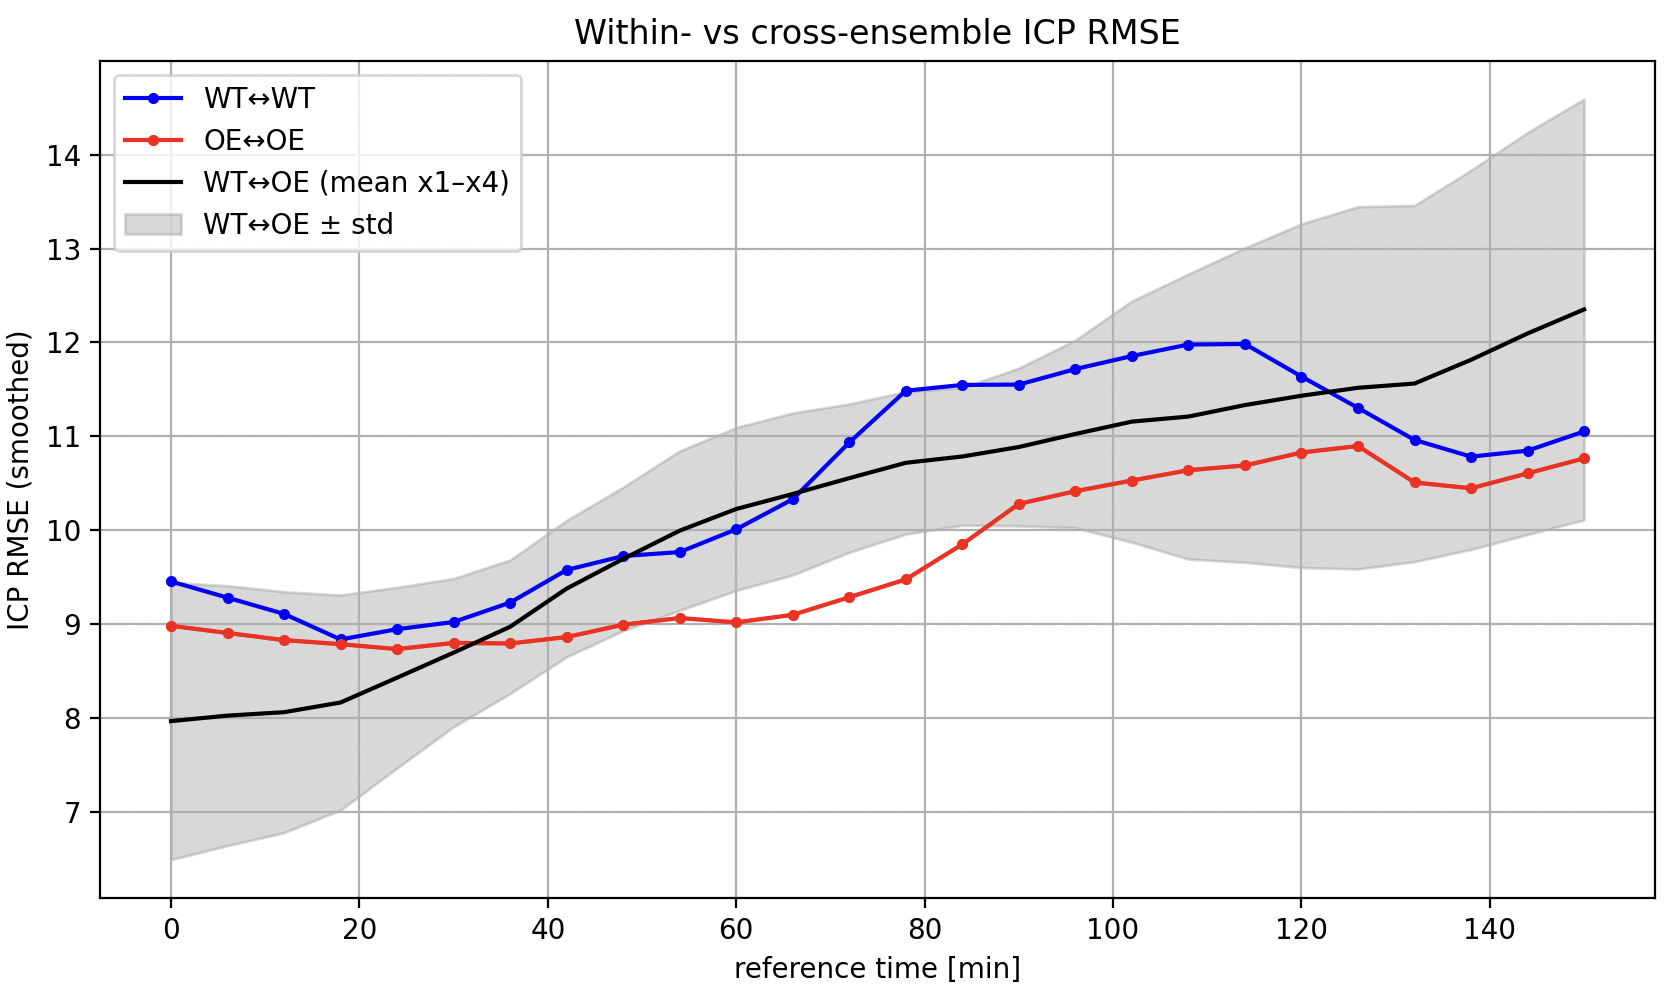 Within- vs cross-ensemble ICP RMSE
WT↔WT
OE↔OE
WT↔OE (mean x1–x4)
WT↔OE ± std
ICP RMSE (smoothed)
14
13
12
11
10
9
8
7
0 20 40 60 80 100 120 140
reference time [min]